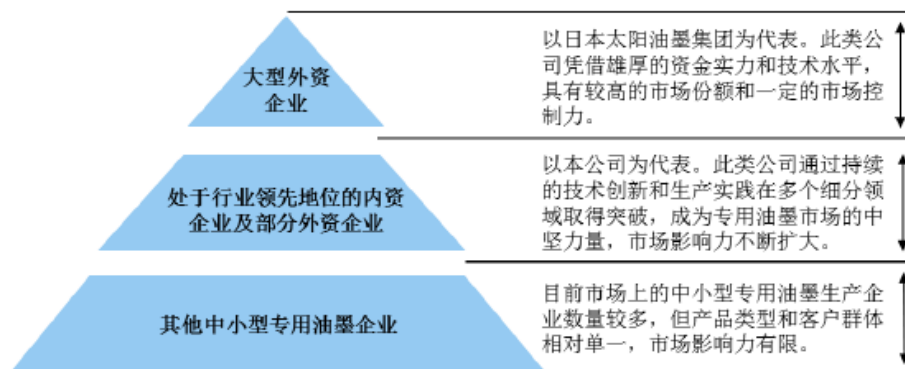 大型外资
企业
以日本太阳油墨集团为代表。此类公
司凭借雄厚的资金实力和技术水平，
具有较高的市场份额和一定的市场控
制力。
处于行业领先地位的内资
企业及部分外资企业
以本公司为代表。此类公司通过持续
的技术创新和生产实践在多个细分领
域取得突破，成为专用油墨市场的中
坚力量，市场影响力不断扩大。
其他中小型专用油墨企业
目前市场上的中小型专用油墨生产企
业数量较多，但产品类型和客户群体
相对单一，市场影响力有限。